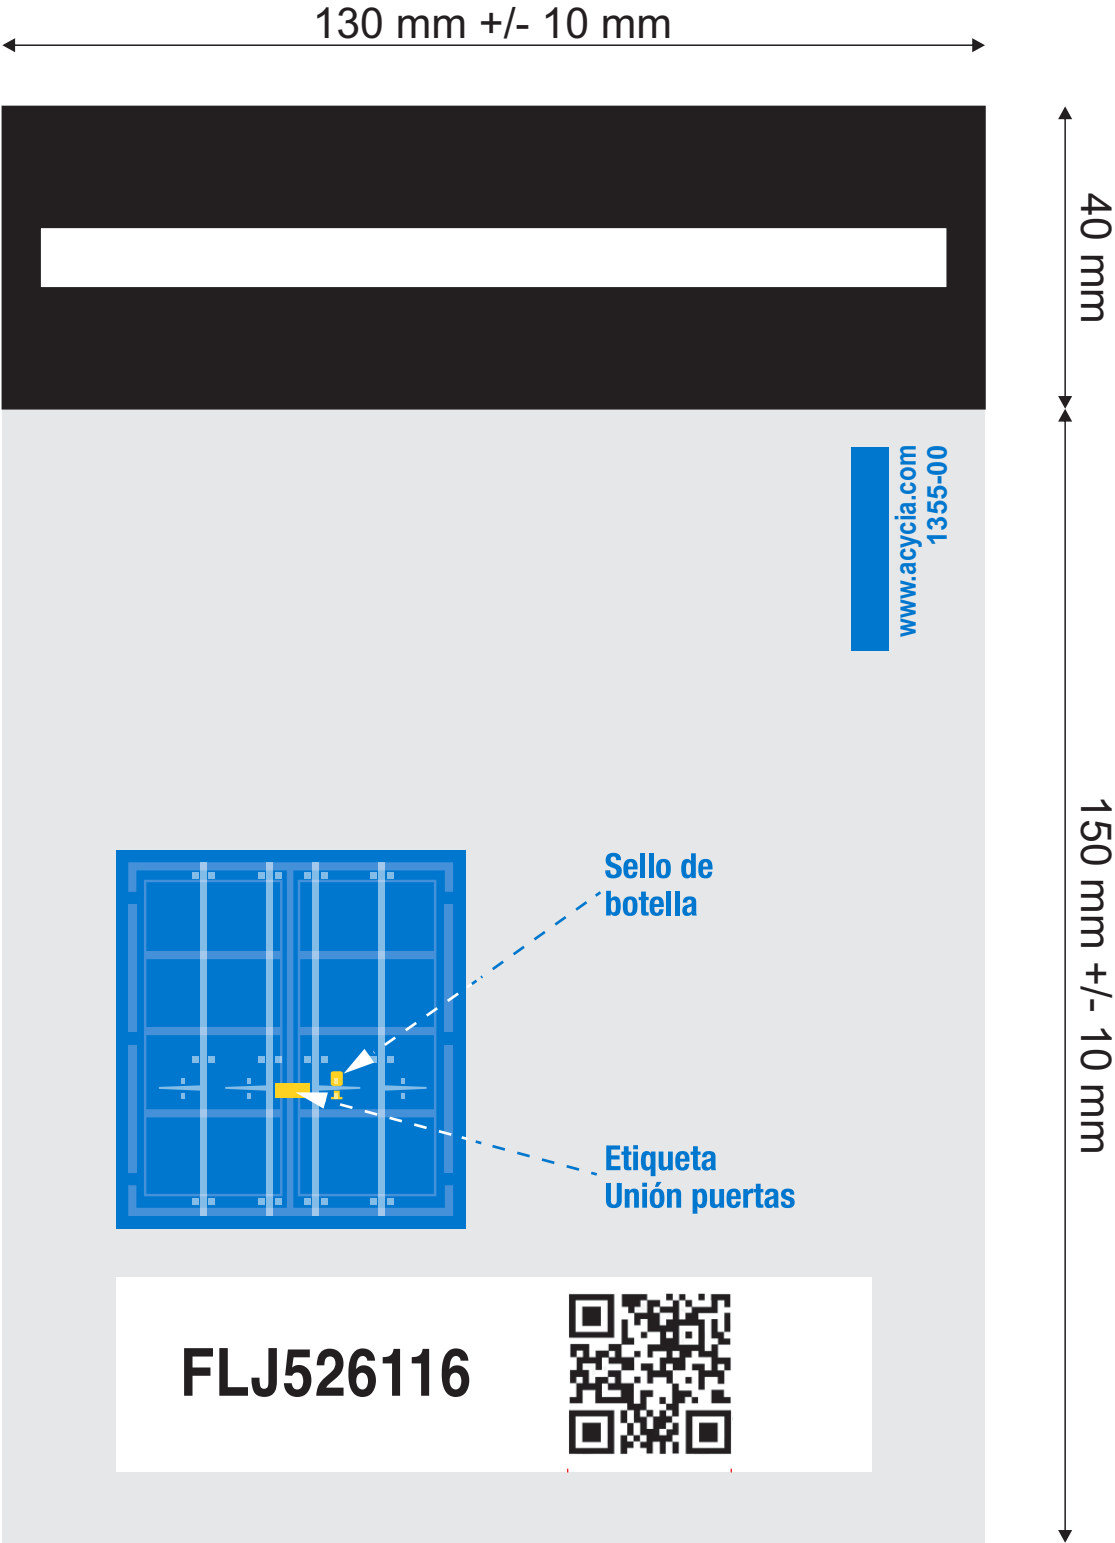 130 mm +/- 10 mm
40 mm
www.acycia.com
1355-00
150 mm +/- 10 mm
Sello de
botella
Etiqueta
Unión puertas
FLJ526116